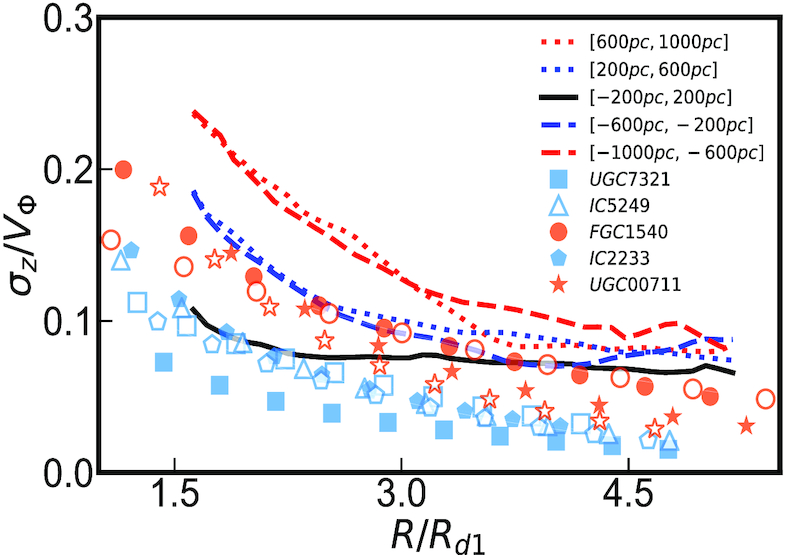 0.3
[600pc, 1000pc]
[200pc, 600pc]
[−200pc, 200pc]
[−600pc, −200pc]
[−1000pc, −600pc]
UGC7321
IC5249
FGC1540
IC2233
UGC00711
0.2
σz/VΦ
0.1
0.0
1.5 3.0 4.5
R/Rd1